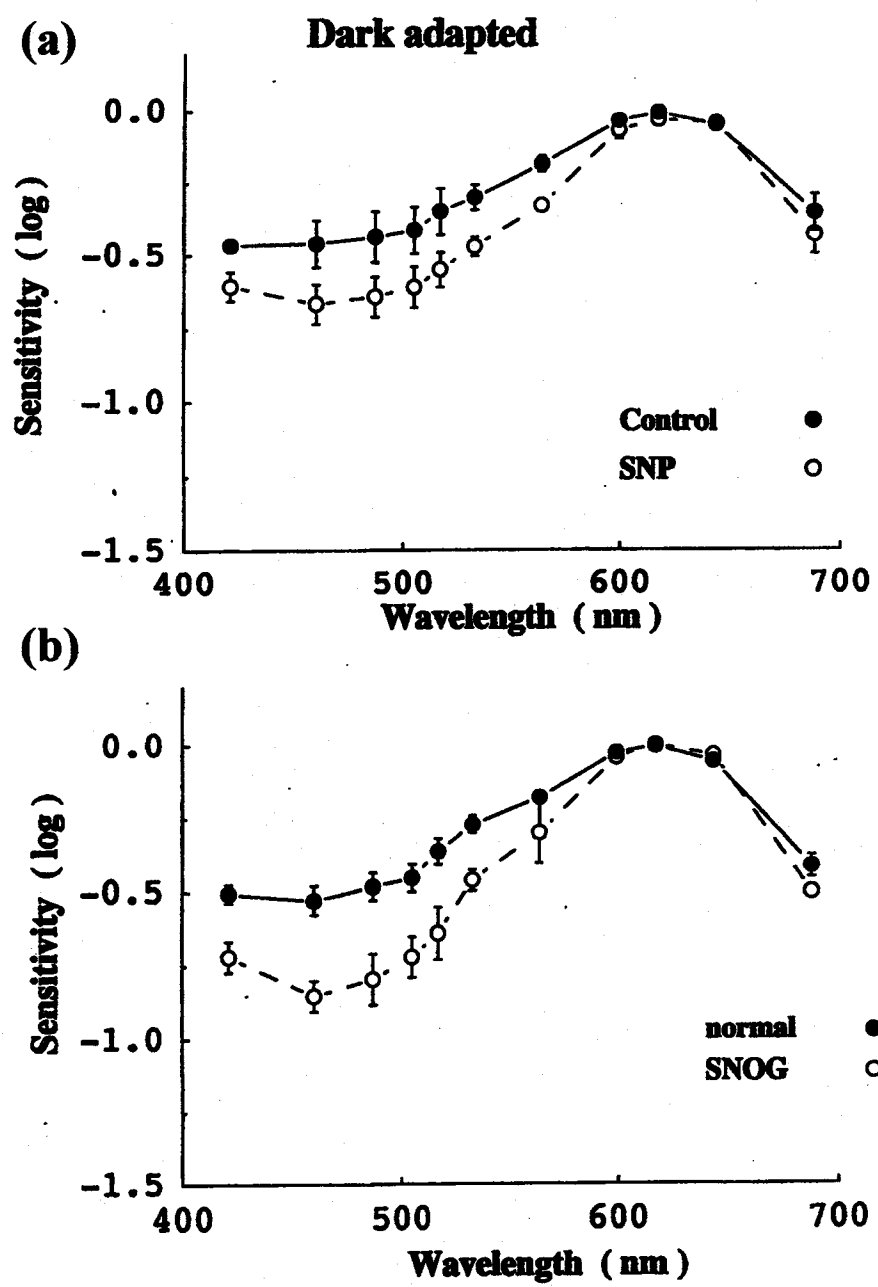 (a)
Dark adapted
0.0
-0.5
-1.0
-1.5
Sensitivity ( log )
Control
SNP
400 500 600 700
Wavelength ( nm )
(b)
0.0
-0.5
-1.0
-1.5
Sensitivity ( log )
normal
SNOG
400 500 600 700
Wavelength ( nm )